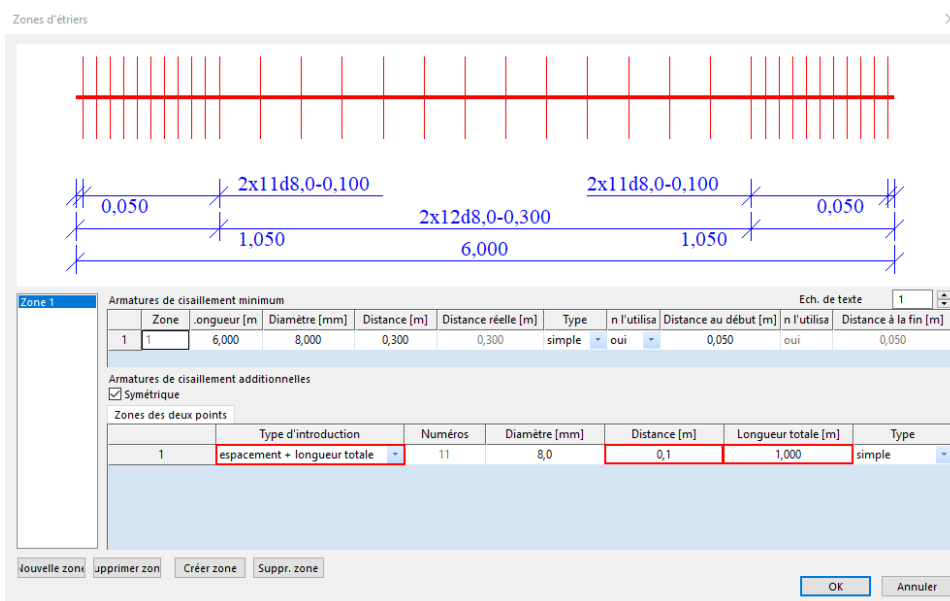 Zones d'étriers
2x11d8,0-0,100 2x11d8,0-0,100
0,050 0,050
2x12d8,0-0,300
1,050 1,050
6,000
Zone 1
Armatures de cisaillement minimum Ech. de texte 1
Zone .ongueur [m Diamètre [mm] Distance [m] Distance réelle [m] Type n l'utilisa Distance au début [m] n l'utilisa Distance à la fin [m]
1 1 6,000 8,000 0,300 0,300 simple oui 0,050 oui 0,050
Armatures de cisaillement additionnelles
Symétrique
Zones des deux points
Type d'introduction Numéros Diamètre [mm] Distance [m] Longueur totale [m] Type
1 espacement + longueur totale 11 8,0 0,1 1,000 simple
Nouvelle zone upprimer zon Créer zone Suppr. zone
OK Annuler